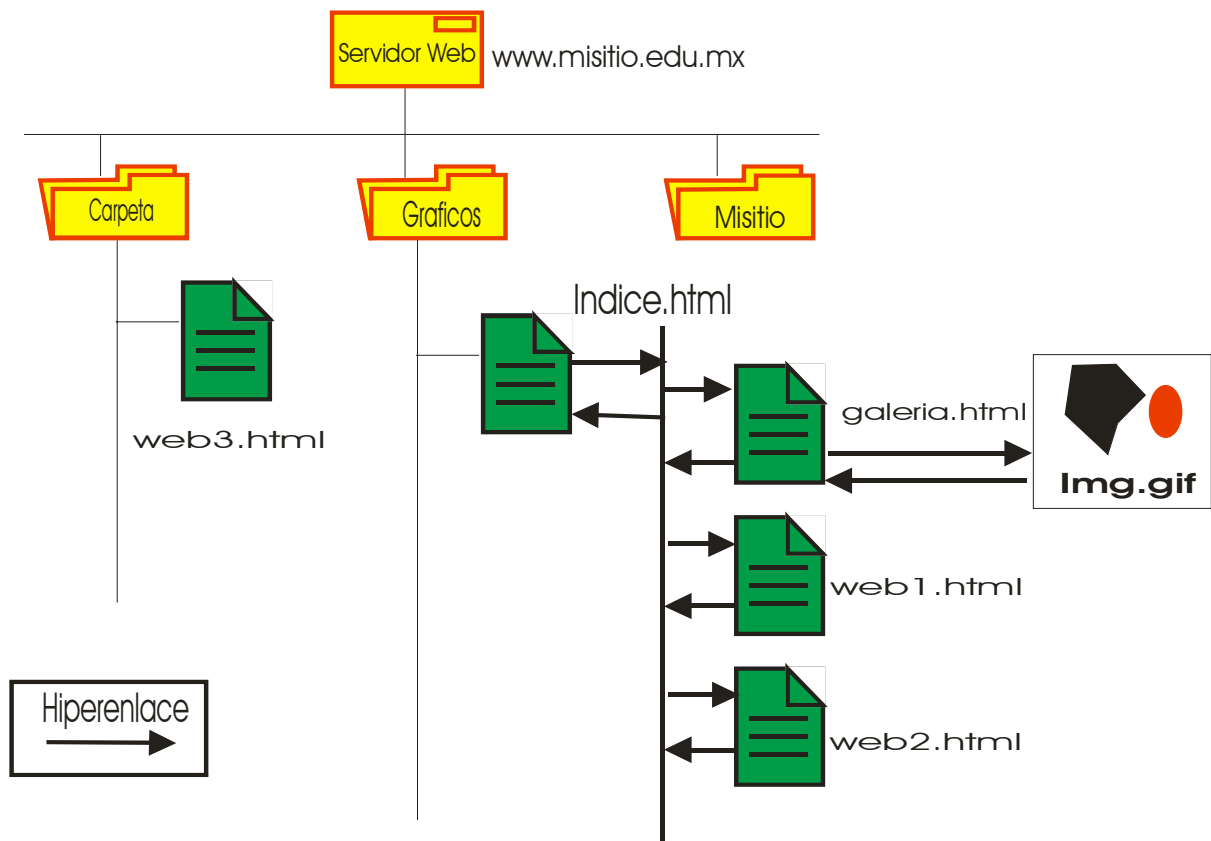 Servidor Web
www.misitio.edu.mx
Carpeta
Graficos
Misitio
Indice.html
galeria.html
web3.html
Img.gif
web1.html
Hiperenlace
web2.html